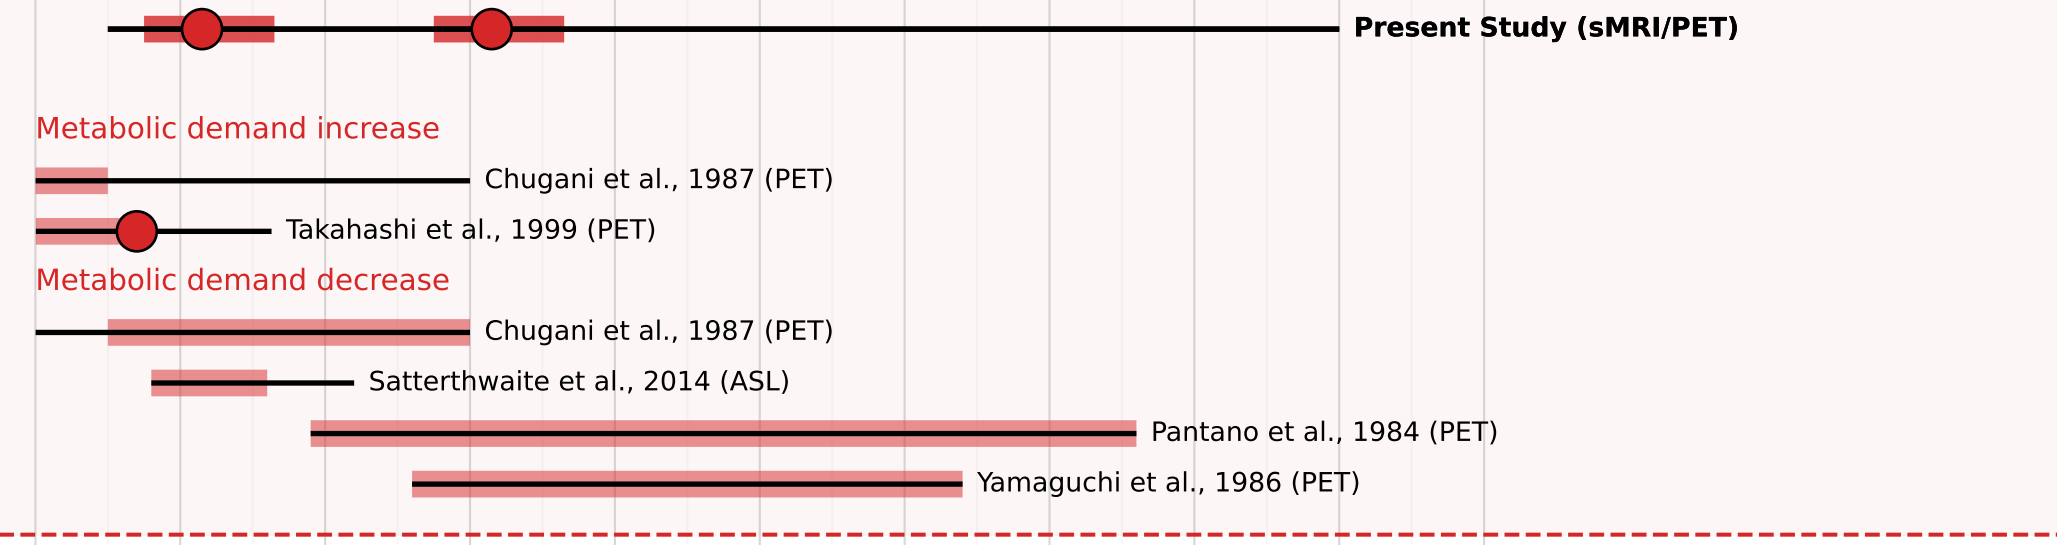 Present Study (sMRI/PET)
Metabolic demand increase
Chugani et al., 1987 (PET)
Takahashi et al., 1999 (PET)
Metabolic demand decrease
Chugani et al., 1987 (PET)
Satterthwaite et al., 2014 (ASL)
Pantano et al., 1984 (PET)
Yamaguchi et al., 1986 (PET)